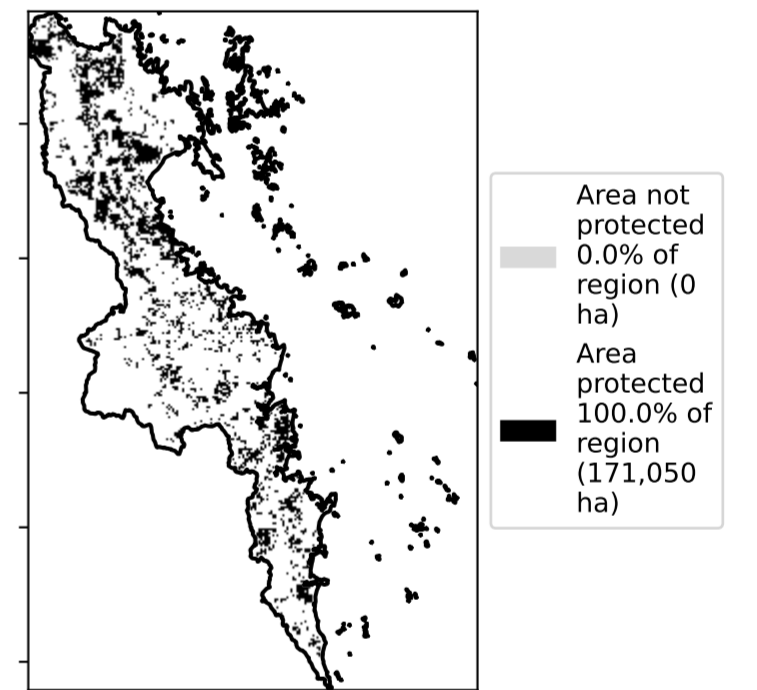 Area not
protected
0.0% of
region (0
ha)
Area
protected
100.0% of
region
(171,050
ha)